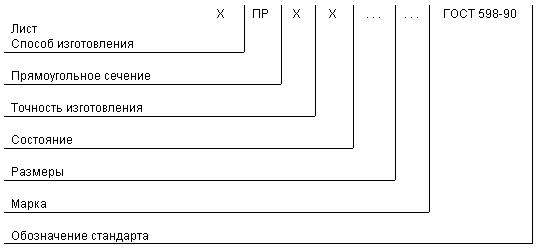 Х ПР Х Х ... ... ГОСТ 598-90
Лист
Способ изготовления
Прямоугольное сечение
Точность изготовления
Состояние
Размеры
Марка
Обозначение стандарта